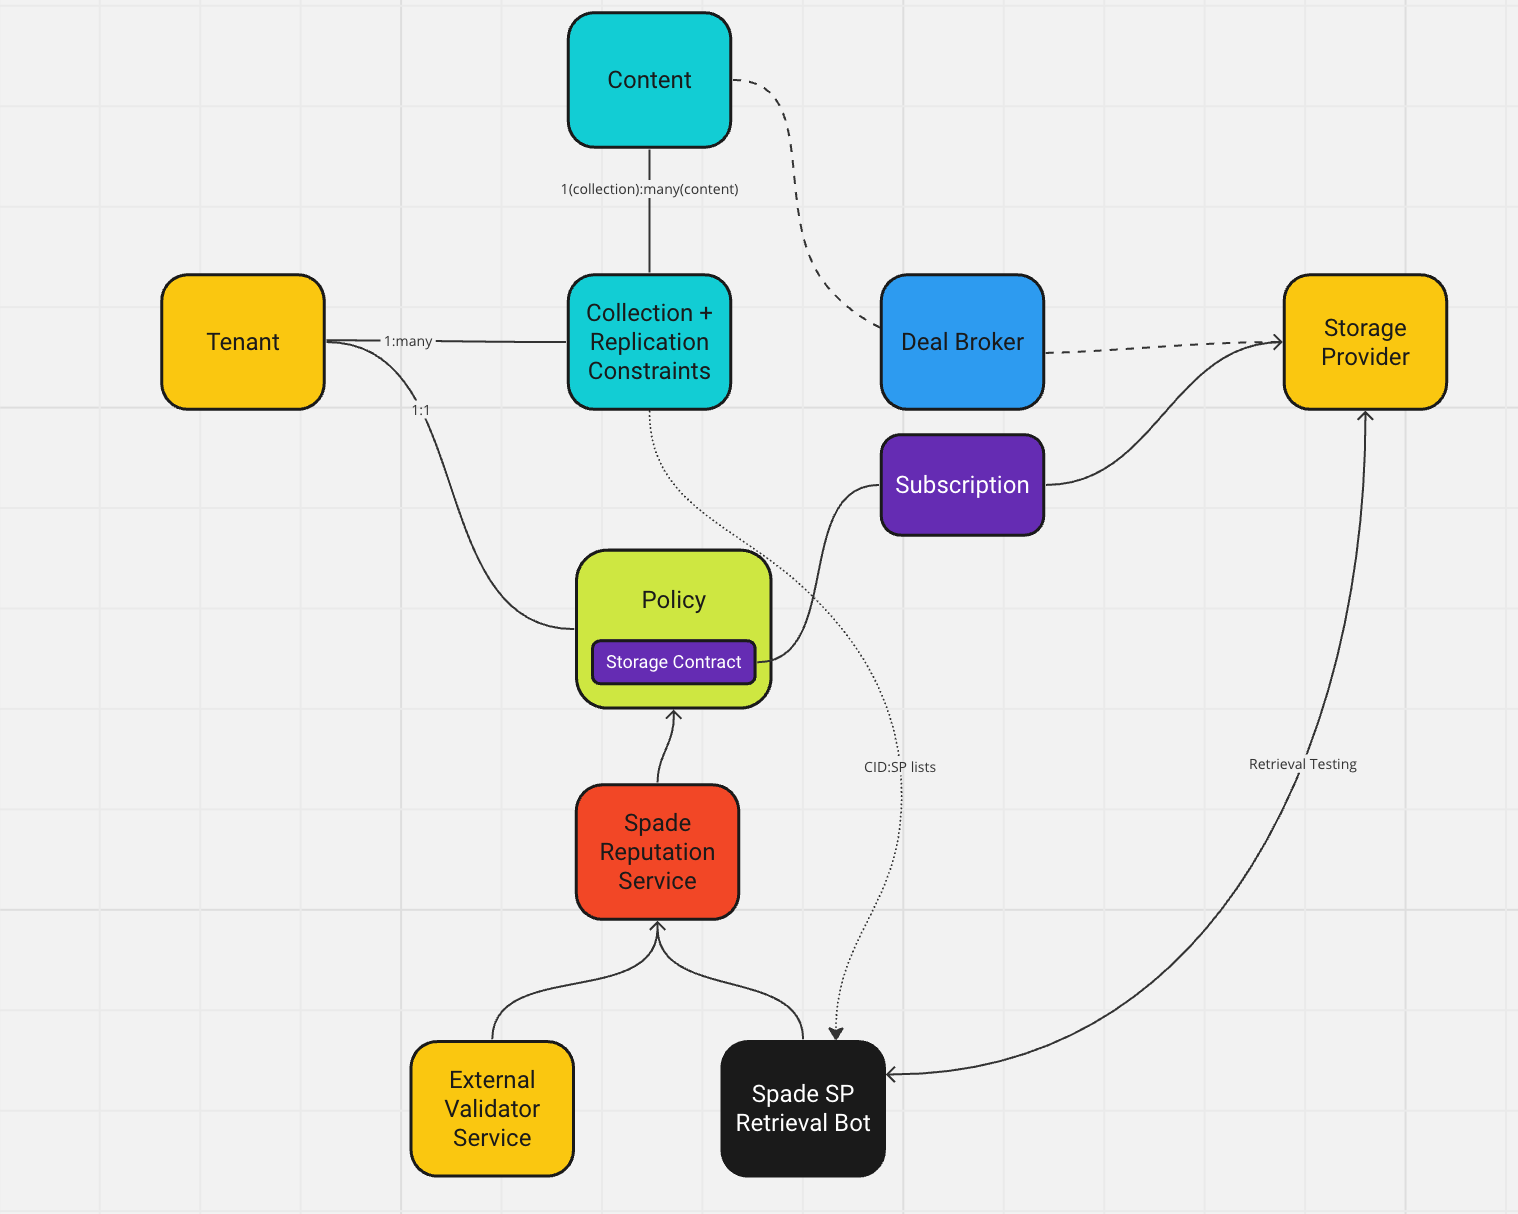 Content
1(collection):many(content)
Tenant
1:many
Collection +
Replication
Constraints
Deal Broker
Storage
Provider
1:1
Subscription
Policy
Storage Contract
CID:SP lists
Retrieval Testing
Spade
Reputation
Service
External
Validator
Service
Spade SP
Retrieval Bot